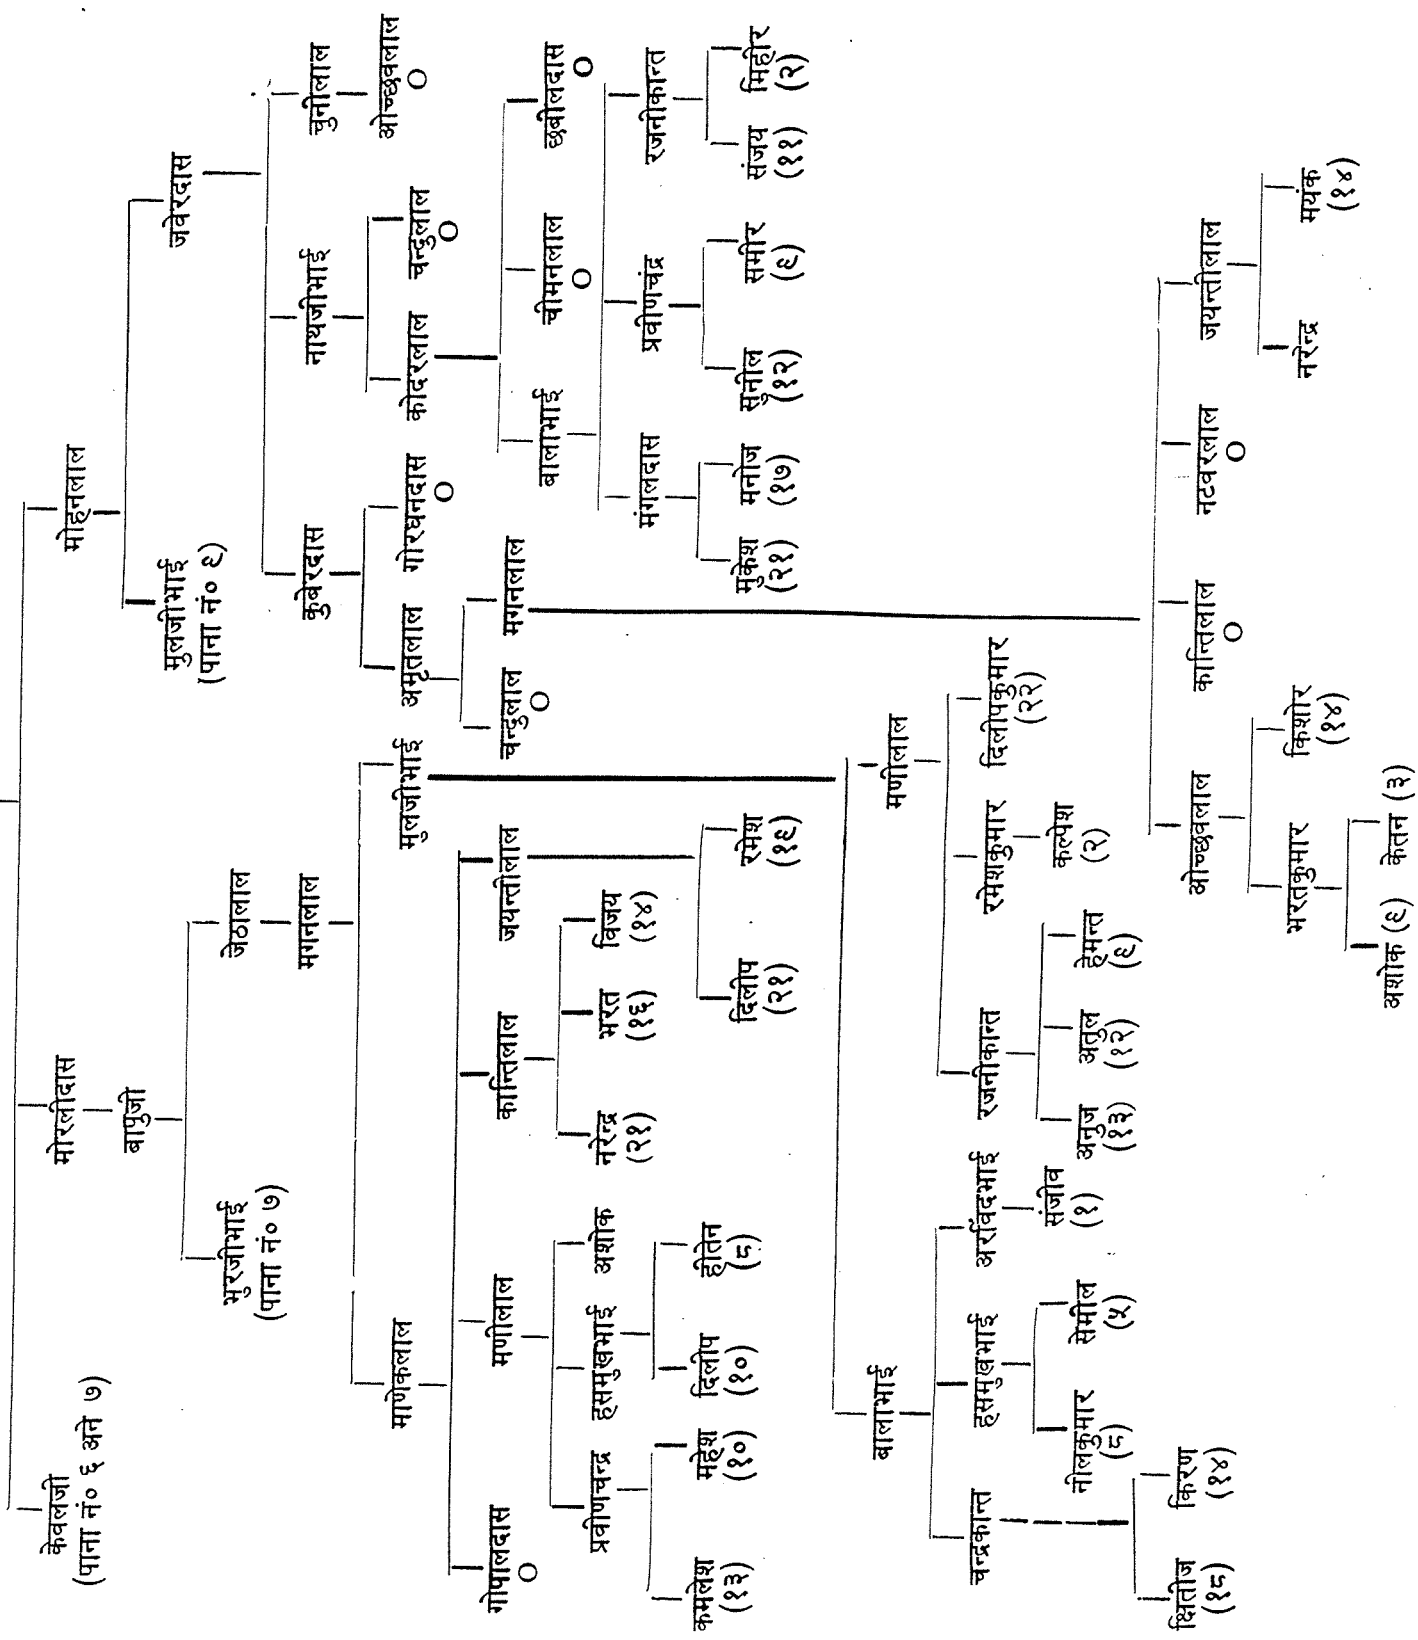 केवलजी
(पाना नं० ६ अने ७)
मोरलीदास
मोहनलाल
बापुजी
मुलजीभाई
(पाना नं० ६)
जवेरदास
भुरजीभाई
(पाना नं० ७)
जेठालाल
मगनलाल
कुबेरदास
नाथजीभाई
चुनीलाल
माणेकलाल
मुलजीभाई
अमृतलाल
गोरधनदास
O
कोदरलाल
चन्दुलाल
O
ओच्छवलाल
O
गोपालदास
O
मणीलाल
कान्तिलाल
जयन्तीलाल
चन्दुलाल
O
मगनलाल
बालाभाई
चीमनलाल
O
छबीलदास
O
प्रवीणचन्द्र
हसमुखभाई
अशोक
नरेन्द्र
(२१)
भरत
(१६)
विजय
(१४)
मंगलदास
प्रवीणचंद्र
रजनीकान्त
कमलेश
(१३)
महेश
(१०)
दिलीप
(१०)
हीतेन
(८)
दिलीप
(२१)
रमेश
(१६)
मुकेश
(२१)
मनोज
(१७)
सुनील
(१२)
समीर
(६)
संजय
(११)
मिहीर
(२)
बालाभाई
मणीलाल
चन्द्रकान्त
हसमुखभाई
अरविंदभाई
रजनीकान्त
रमेशकुमार
दिलीपकुमार
(२२)
नीलकुमार
(८)
सेमील
(५)
संजीव
(१)
अनुज
(१३)
अतुल
(१२)
हेमन्त
(६)
कल्पेश
(२)
क्षितीज
(१८)
किरण
(१४)
ओच्छवलाल
कान्तिलाल
O
नटवरलाल
O
जयन्तीलाल
भरतकुमार
किशोर
(१४)
नरेन्द्र
मयंक
(१४)
अशोक (६)
केतन (३)